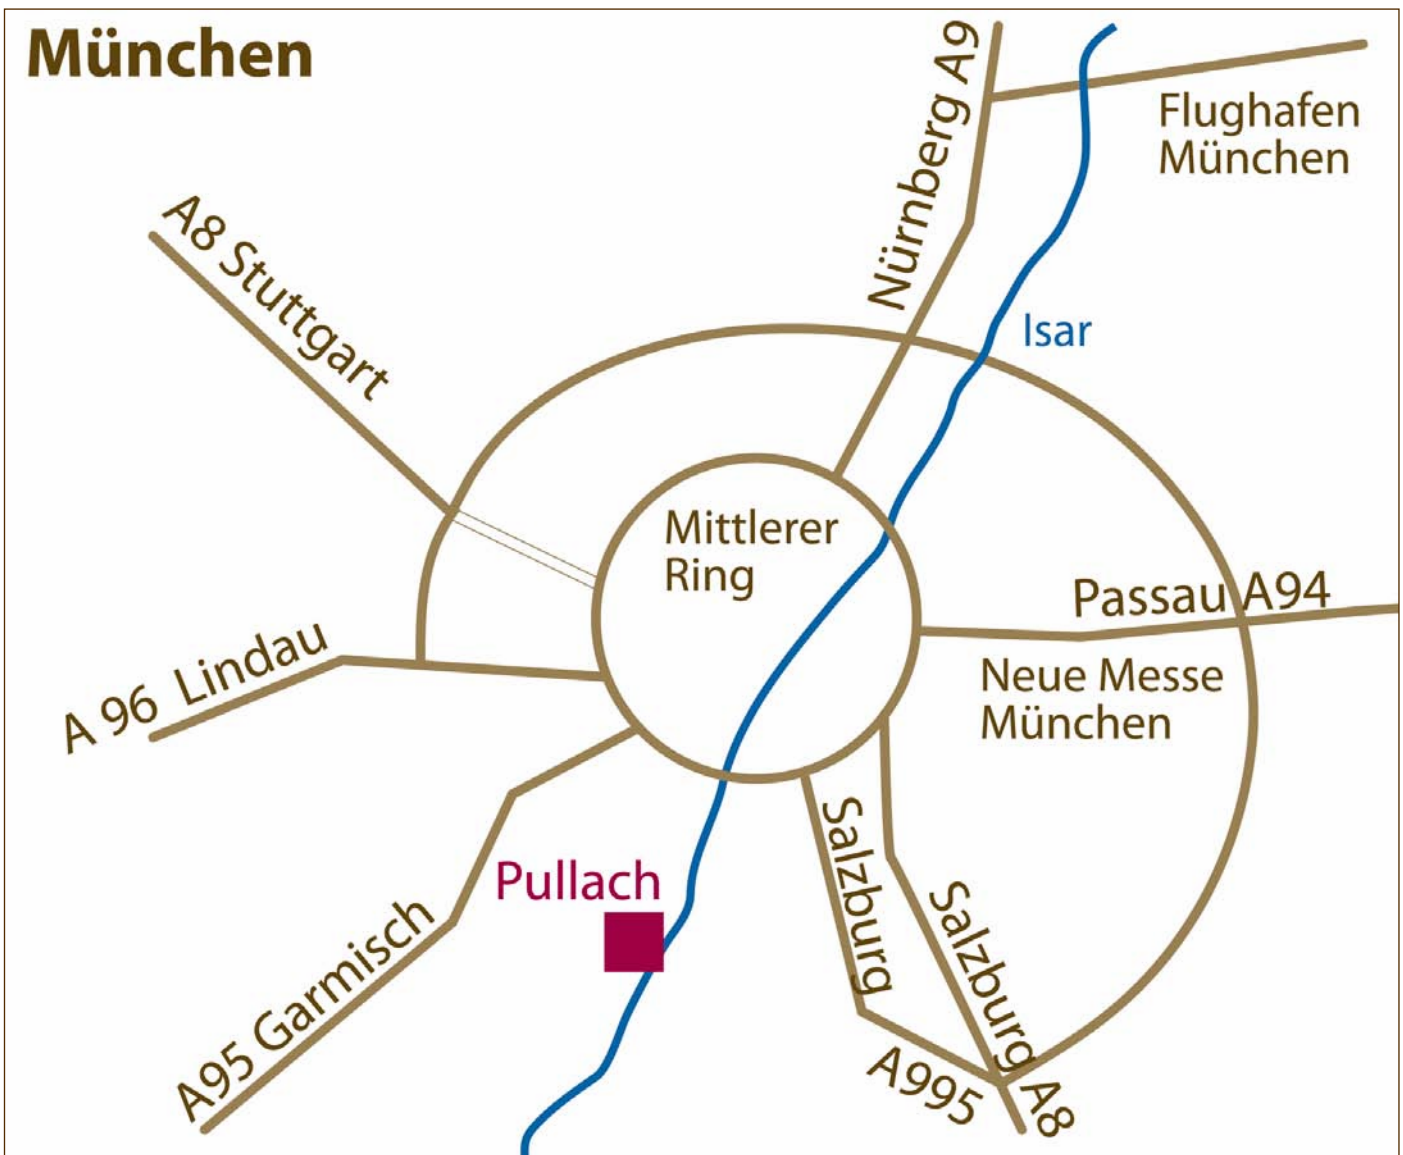 München
Nürnberg A9
Flughafen
München
A8 Stuttgart
Isar
Mittlerer
Ring
Passau A94
A 96 Lindau
Neue Messe
München
Pullach
Salzburg
Salzburg A8
A95 Garmisch
A995